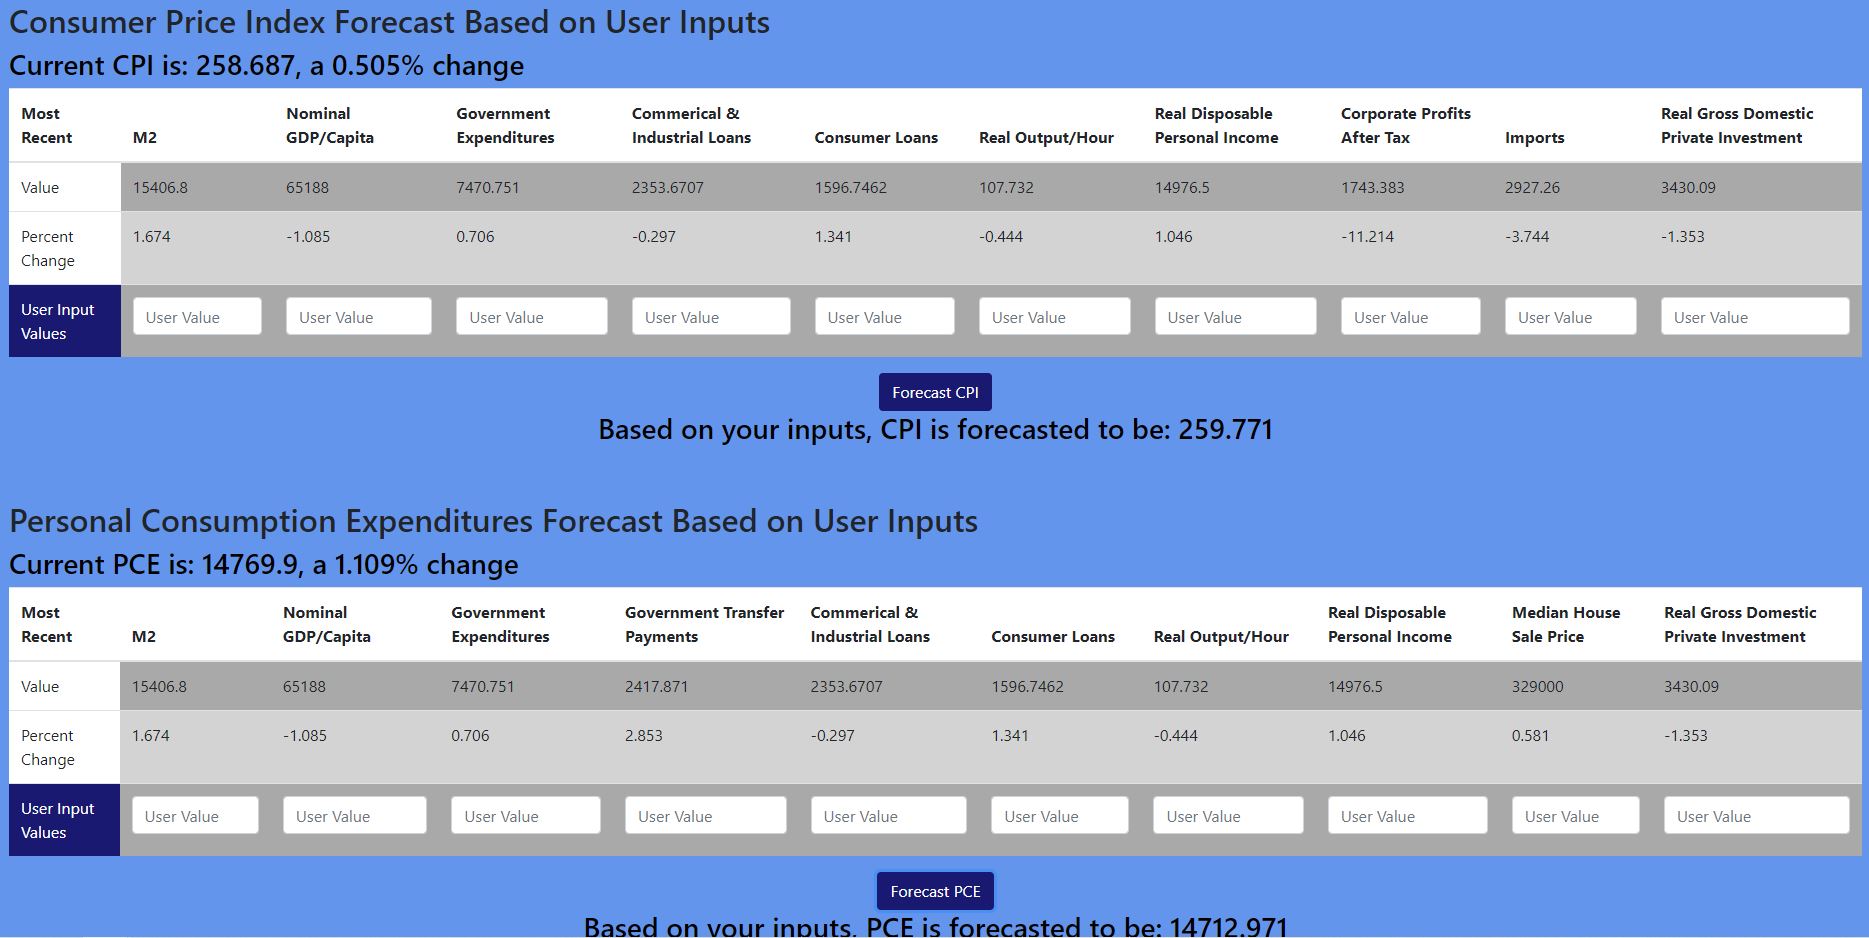 Consumer Price Index Forecast Based on User Inputs
Current CPI is: 258.687, a 0.505% change
Most Recent M2 Nominal GDP/Capita Government Expenditures Commerical & Industrial Loans Consumer Loans Real Output/Hour Real Disposable Personal Income Corporate Profits After Tax Imports Real Gross Domestic Private Investment
Value 15406.8 65188 7470.751 2353.6707 1596.7462 107.732 14976.5 1743.383 2927.26 3430.09
Percent Change 1.674 -1.085 0.706 -0.297 1.341 -0.444 1.046 -11.214 -3.744 -1.353
User Input Values User Value User Value User Value User Value User Value User Value User Value User Value User Value User Value
Forecast CPI
Based on your inputs, CPI is forecasted to be: 259.771
Personal Consumption Expenditures Forecast Based on User Inputs
Current PCE is: 14769.9, a 1.109% change
Most Recent M2 Nominal GDP/Capita Government Expenditures Government Transfer Payments Commerical & Industrial Loans Consumer Loans Real Output/Hour Real Disposable Personal Income Median House Sale Price Real Gross Domestic Private Investment
Value 15406.8 65188 7470.751 2417.871 2353.6707 1596.7462 107.732 14976.5 329000 3430.09
Percent Change 1.674 -1.085 0.706 2.853 -0.297 1.341 -0.444 1.046 0.581 -1.353
User Input Values User Value User Value User Value User Value User Value User Value User Value User Value User Value User Value
Forecast PCE
Based on your inputs, PCE is forecasted to be: 14712.971